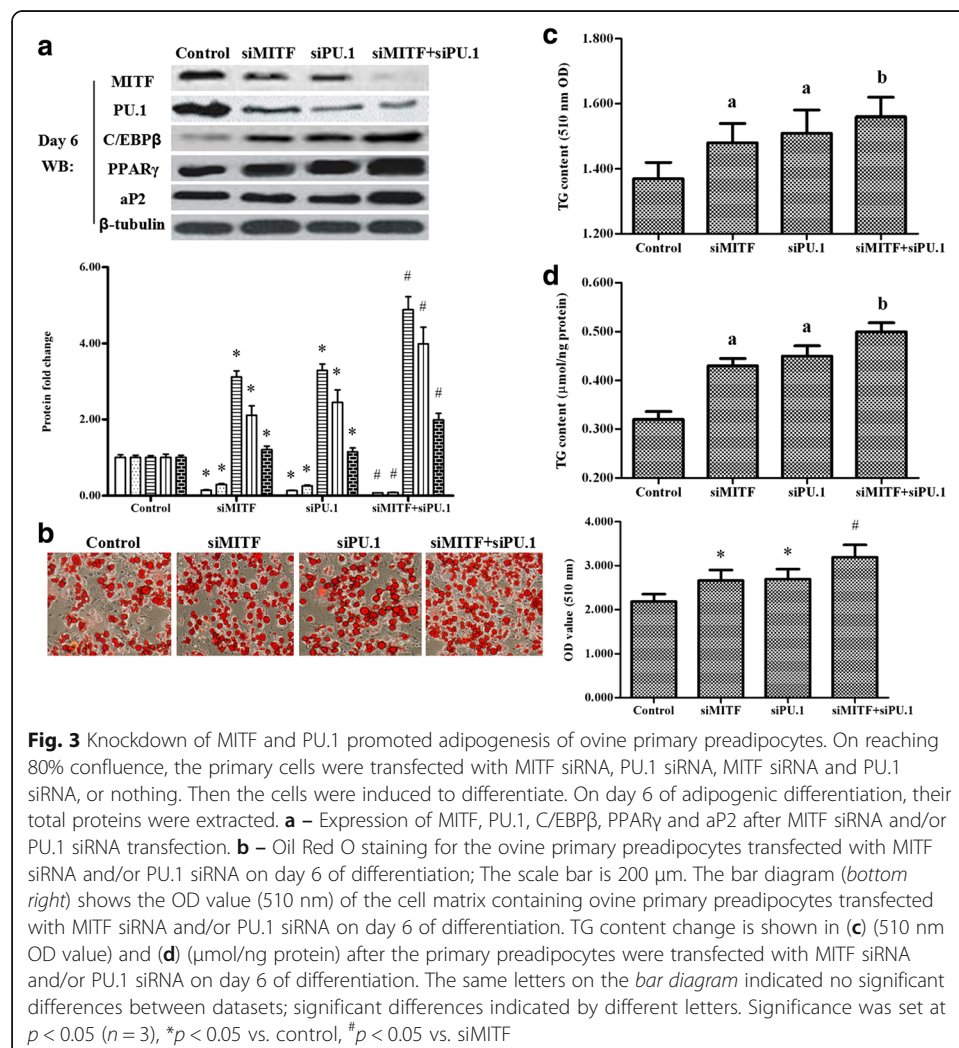 a
Control siMITF siPU.1 siMITF+siPU.1
Day 6
WB:
MITF
PU.1
C/EBPβ
PPARγ
aP2
β-tubulin
Protein fold change
6.00
4.00
2.00
0.00
* * * * *
* * * * *
# # # # #
Control siMITF siPU.1 siMITF+siPU.1
b
Control siMITF siPU.1 siMITF+siPU.1
c
TG content (510 nm OD)
1.800
1.600
1.400
1.200
a a b
Control siMITF siPU.1 siMITF+siPU.1
d
TG content (μmol/ng protein)
0.600
0.500
0.400
0.300
0.200
a a b
Control siMITF siPU.1 siMITF+siPU.1
OD value (510 nm)
4.000
3.000
2.000
1.000
0.000
* * #
Control siMITF siPU.1 siMITF+siPU.1
Fig. 3 Knockdown of MITF and PU.1 promoted adipogenesis of ovine primary preadipocytes. On reaching
80% confluence, the primary cells were transfected with MITF siRNA, PU.1 siRNA, MITF siRNA and PU.1
siRNA, or nothing. Then the cells were induced to differentiate. On day 6 of adipogenic differentiation, their
total proteins were extracted. a – Expression of MITF, PU.1, C/EBPβ, PPARγ and aP2 after MITF siRNA and/or
PU.1 siRNA transfection. b – Oil Red O staining for the ovine primary preadipocytes transfected with MITF
siRNA and/or PU.1 siRNA on day 6 of differentiation; The scale bar is 200 μm. The bar diagram (bottom
right) shows the OD value (510 nm) of the cell matrix containing ovine primary preadipocytes transfected
with MITF siRNA and/or PU.1 siRNA on day 6 of differentiation. TG content change is shown in (c) (510 nm
OD value) and (d) (μmol/ng protein) after the primary preadipocytes were transfected with MITF siRNA
and/or PU.1 siRNA on day 6 of differentiation. The same letters on the bar diagram indicated no significant
differences between datasets; significant differences indicated by different letters. Significance was set at
p < 0.05 (n = 3), *p < 0.05 vs. control, #p < 0.05 vs. siMITF